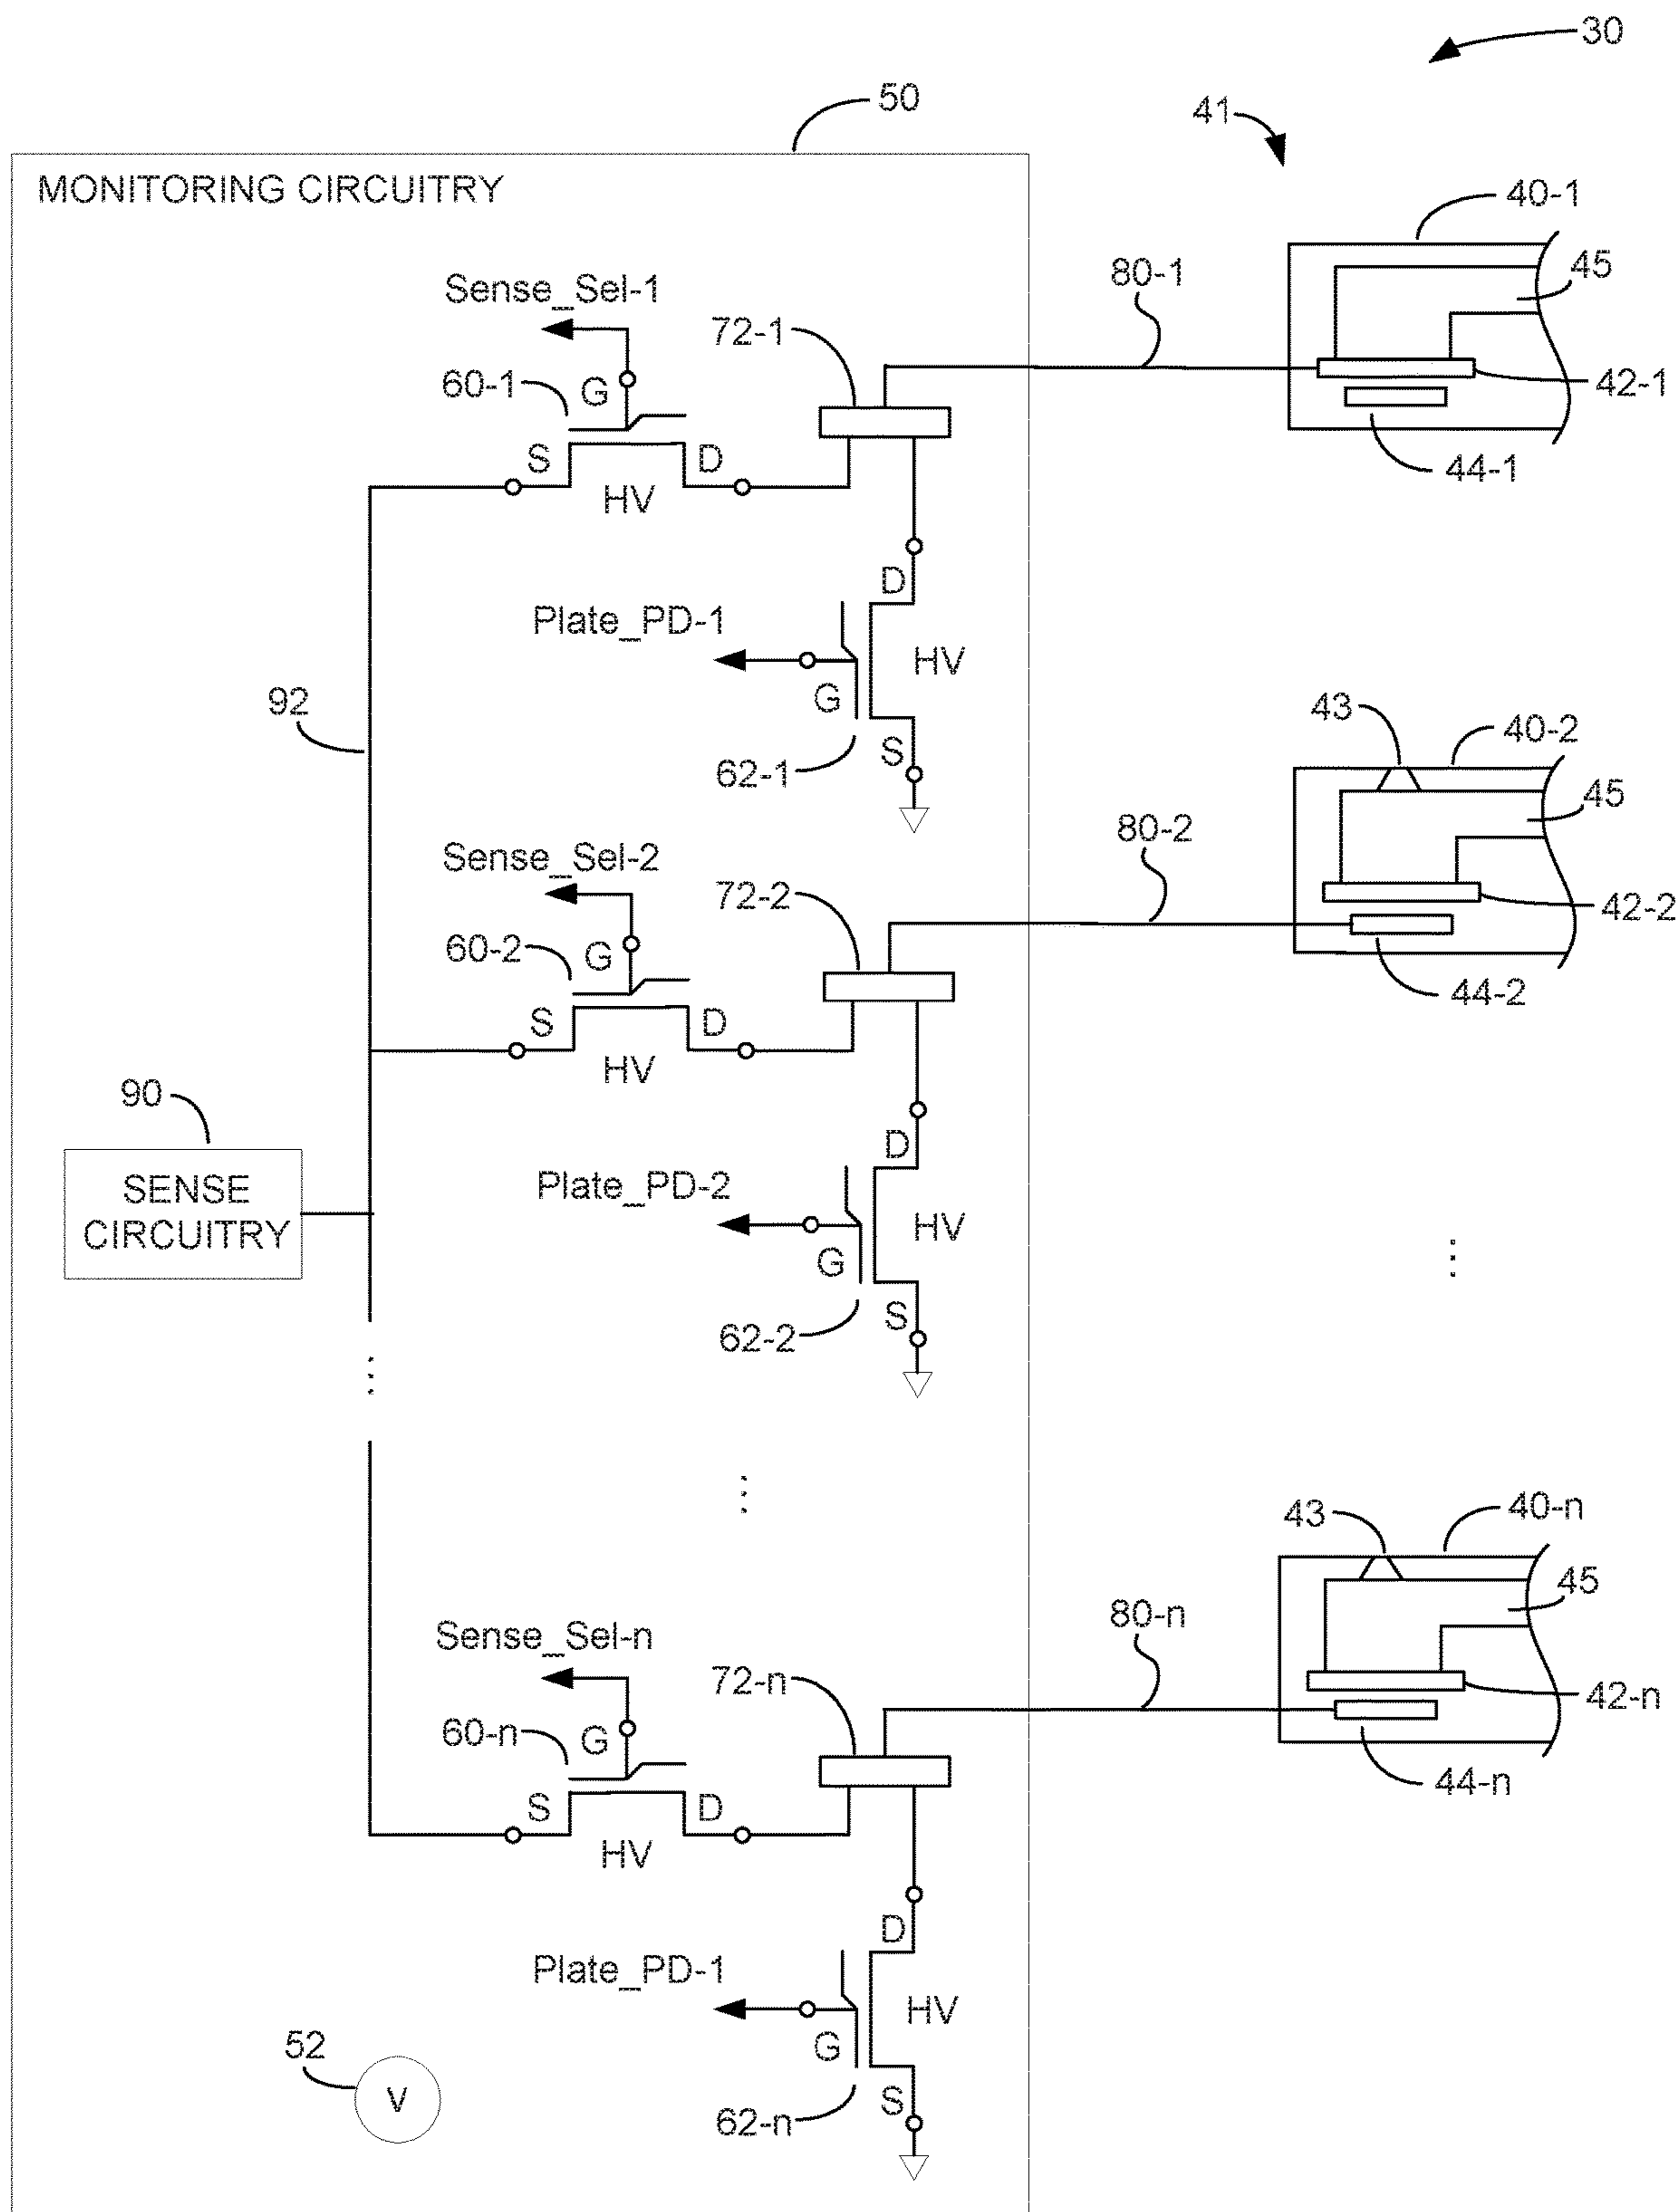 30
50
41
MONITORING CIRCUITRY
40-1
Sense_Sel-1
80-1
45
72-1
60-1
G
42-1
S
D
HV
44-1
D
Plate_PD-1
HV
G
92
S
62-1
43
40-2
45
Sense_Sel-2
80-2
72-2
60-2
G
42-2
S
D
HV
44-2
90
D
SENSE
CIRCUITRY
Plate_PD-2
HV
G
S
62-2
...
...
...
43
40-n
45
Sense_Sel-n
80-n
72-n
60-n
G
42-n
S
D
HV
44-n
D
Plate_PD-1
HV
G
52
V
S
62-n